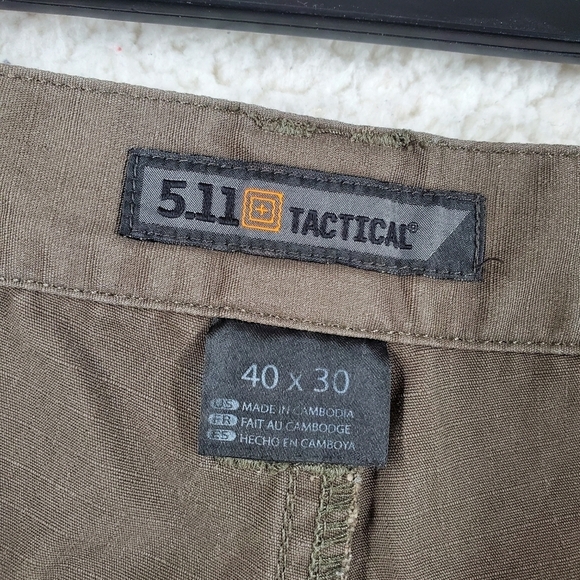 5.11 TACTICAL®
40 x 30
US MADE IN CAMBODIA
FR FAIT AU CAMBODGE
ES HECHO EN CAMBOYA